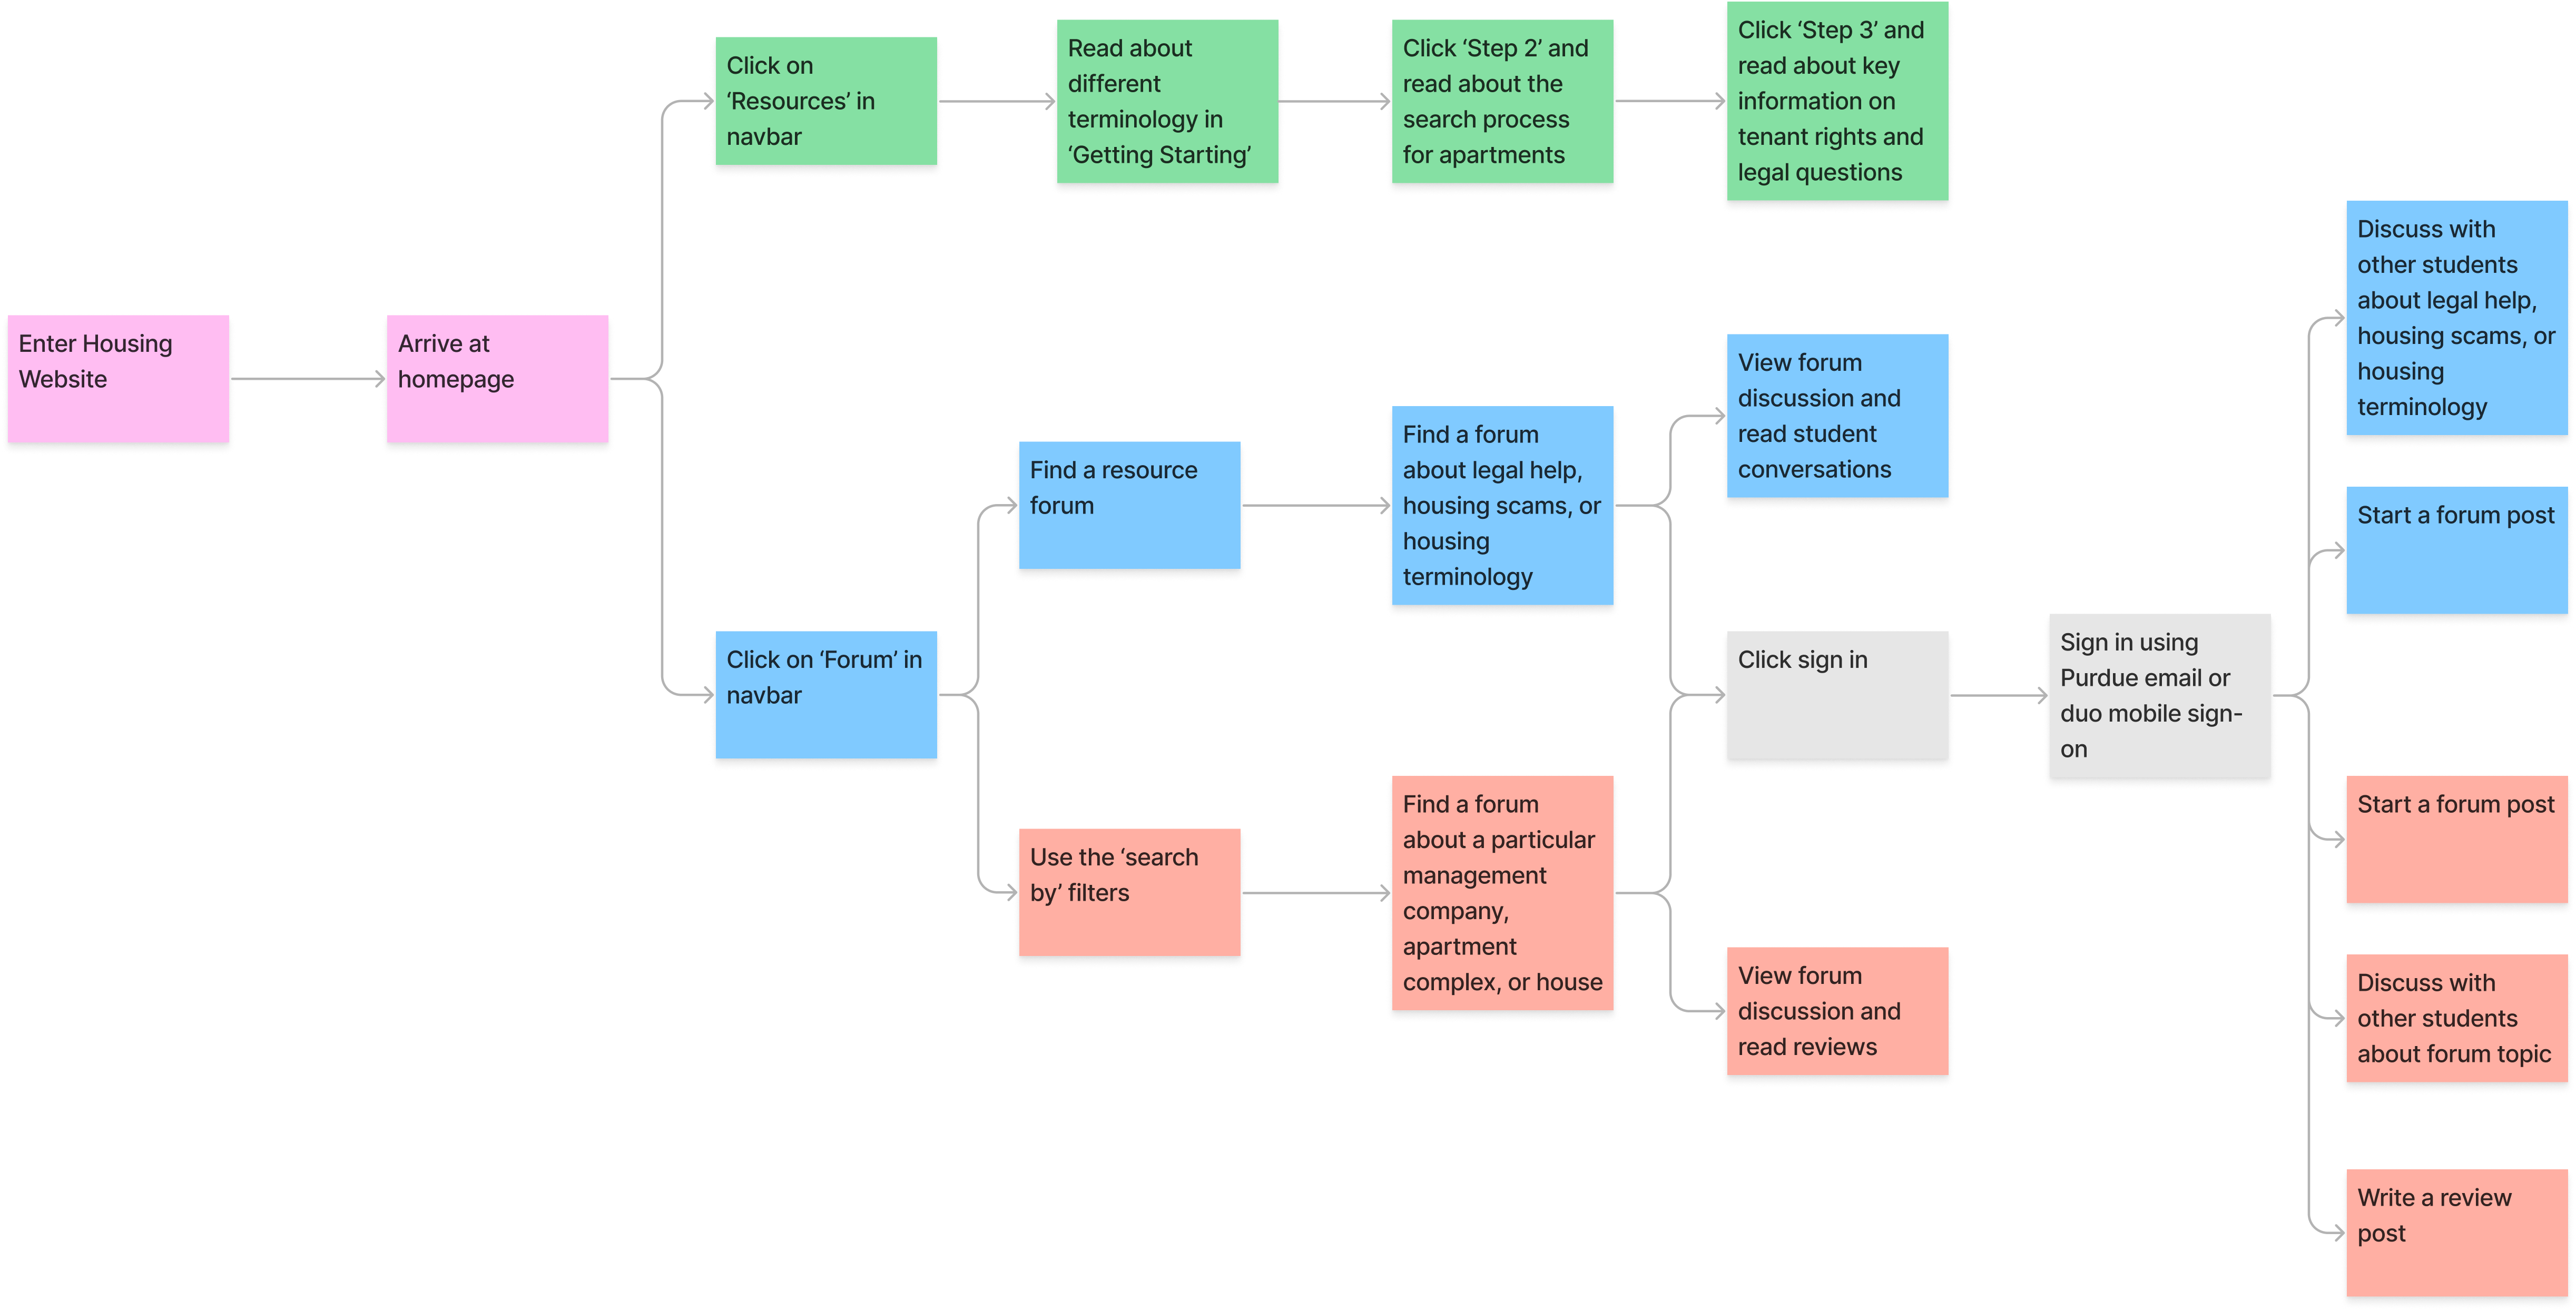 Enter Housing
Website
Arrive at
homepage
Click on
‘Resources’ in
navbar
Read about
different
terminology in
‘Getting Starting’
Click ‘Step 2’ and
read about the
search process
for apartments
Click ‘Step 3’ and
read about key
information on
tenant rights and
legal questions
Click on ‘Forum’ in
navbar
Find a resource
forum
Find a forum
about legal help,
housing scams, or
housing
terminology
View forum
discussion and
read student
conversations
Use the ‘search
by’ filters
Find a forum
about a particular
management
company,
apartment
complex, or house
View forum
discussion and
read reviews
Click sign in
Sign in using
Purdue email or
duo mobile sign-
on
Discuss with
other students
about legal help,
housing scams, or
housing
terminology
Start a forum post
Start a forum post
Discuss with
other students
about forum topic
Write a review
post